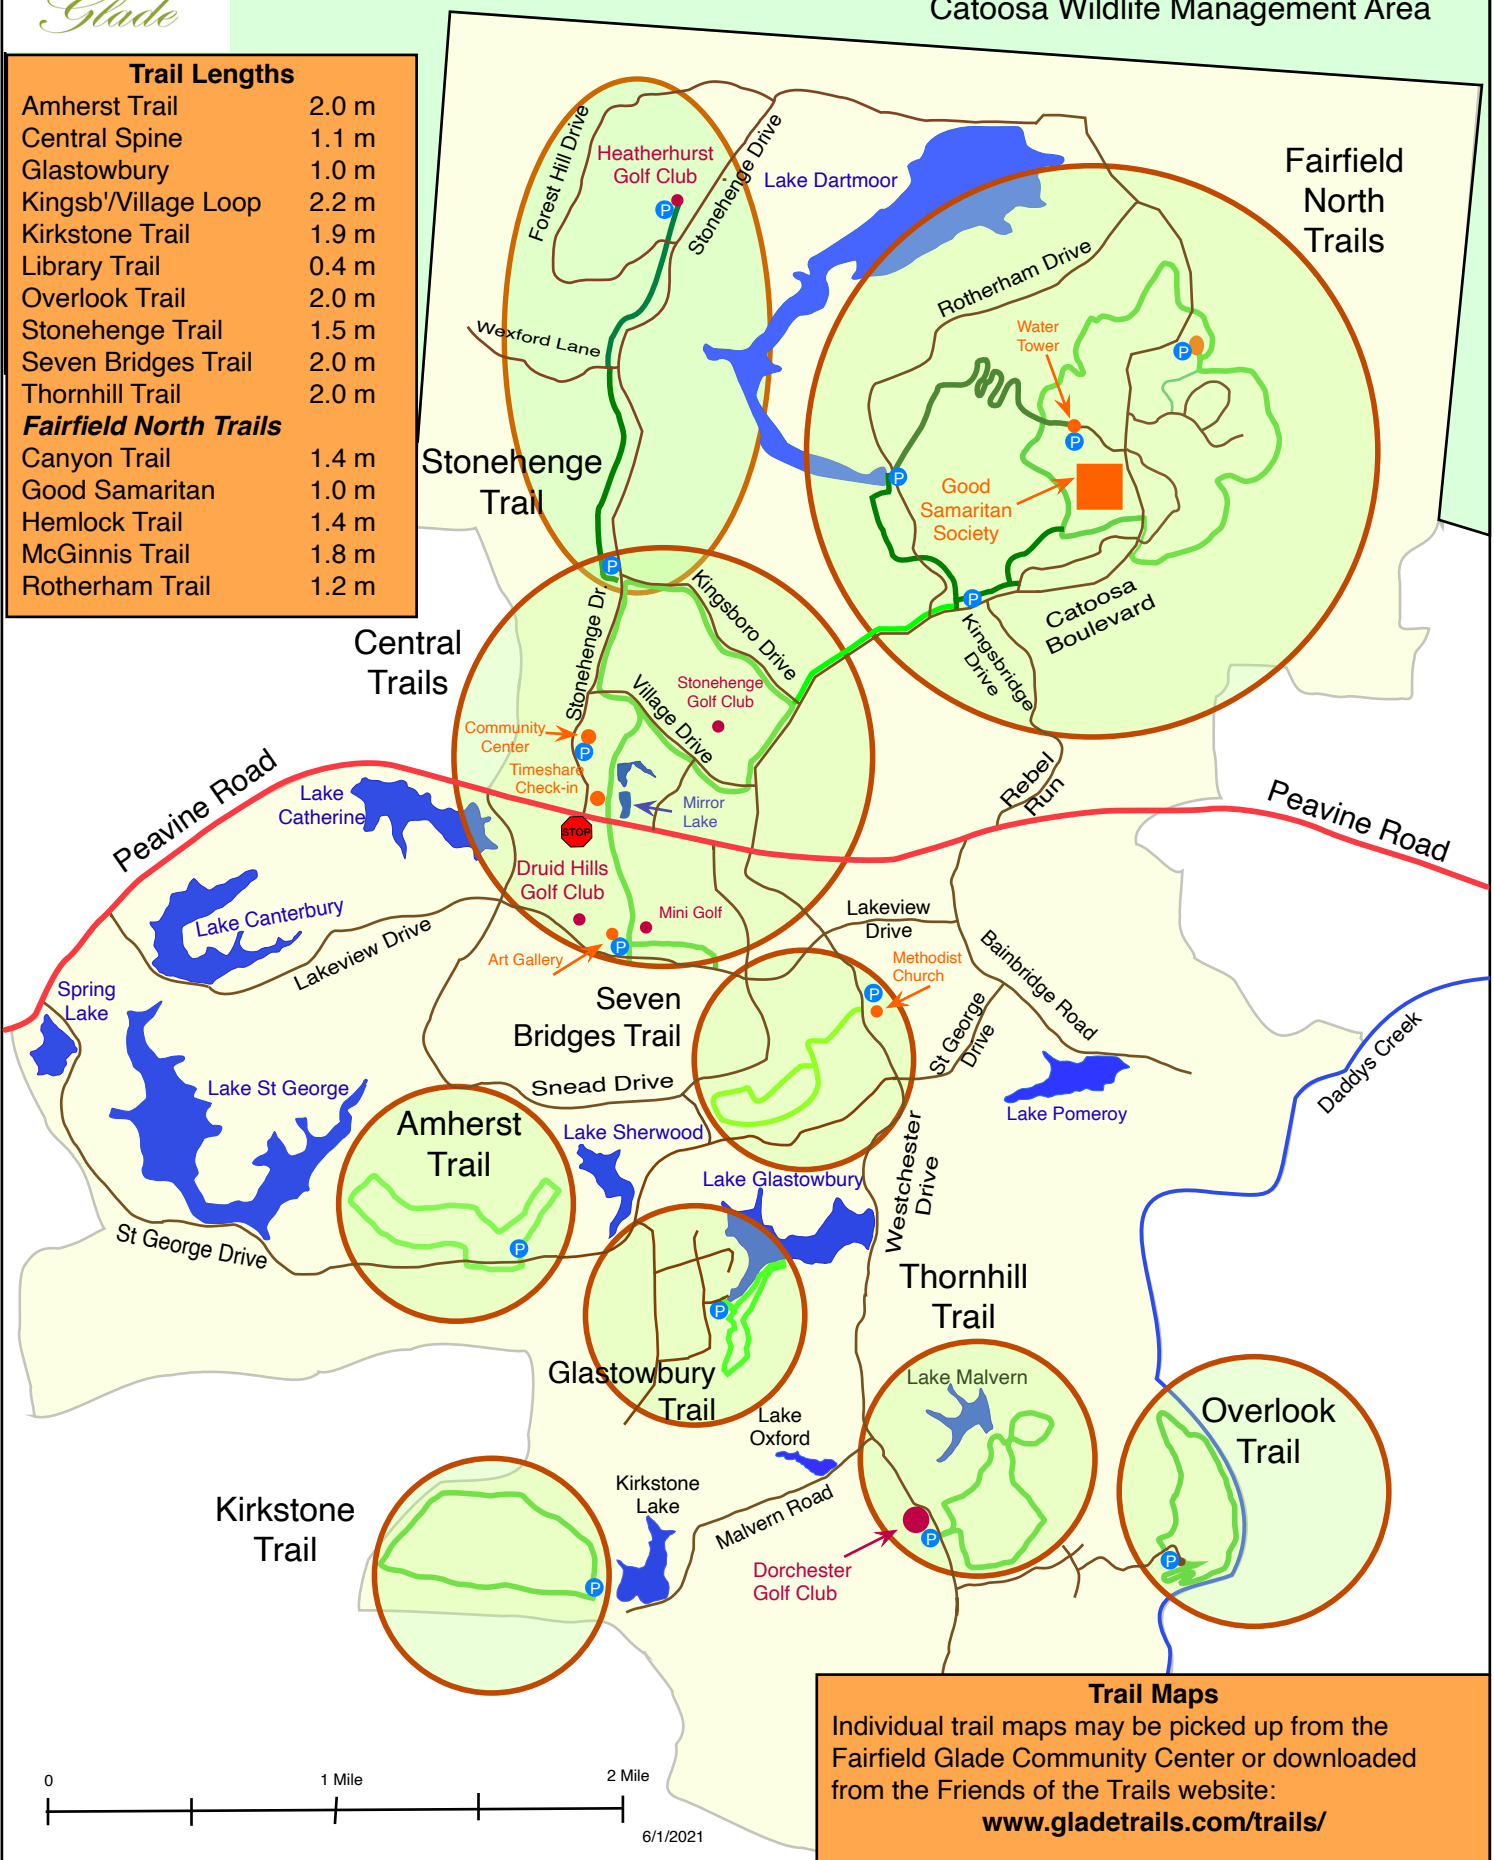 Glade
Catoosa Wildlife Management Area
Trail Lengths
Amherst Trail 2.0 m
Central Spine 1.1 m
Glastowbury 1.0 m
Kingsb'/Village Loop 2.2 m
Kirkstone Trail 1.9 m
Library Trail 0.4 m
Overlook Trail 2.0 m
Stonehenge Trail 1.5 m
Seven Bridges Trail 2.0 m
Thornhill Trail 2.0 m
Fairfield North Trails
Canyon Trail 1.4 m
Good Samaritan 1.0 m
Hemlock Trail 1.4 m
McGinnis Trail 1.8 m
Rotherham Trail 1.2 m
Forest Hill Drive
Heatherhurst
Golf Club
P
Stonehenge Drive
Lake Dartmoor
Fairfield
North
Trails
Rotherham Drive
Wexford Lane
Water
Tower
P
P
P
Stonehenge
Trail
Good
Samaritan
Society
P
P
Catoosa
Boulevard
Kingsbridge
Drive
Central
Trails
Stonehenge Dr.
Kingsboro Drive
Village Drive
Stonehenge
Golf Club
Community
Center
P
Timeshare
Check-in
Mirror
Lake
STOP
Rebel
Run
Peavine Road
Peavine Road
Lake
Catherine
Druid Hills
Golf Club
Mini Golf
Art Gallery
P
Lake Canterbury
Lakeview Drive
Lakeview
Drive
Methodist
Church
P
Bainbridge Road
St George
Drive
Spring
Lake
Seven
Bridges Trail
Snead Drive
Lake St George
Lake Pomeroy
Daddys Creek
Amherst
Trail
P
Lake Sherwood
Lake Glastowbury
Westchester
Drive
St George Drive
Thornhill
Trail
P
Glastowbury
Trail
Lake Malvern
Overlook
Trail
Lake
Oxford
Kirkstone
Lake
Malvern Road
Kirkstone
Trail
P
P
Dorchester
Golf Club
P
0
1 Mile
2 Mile
6/1/2021
Trail Maps
Individual trail maps may be picked up from the
Fairfield Glade Community Center or downloaded
from the Friends of the Trails website:
www.gladetrails.com/trails/